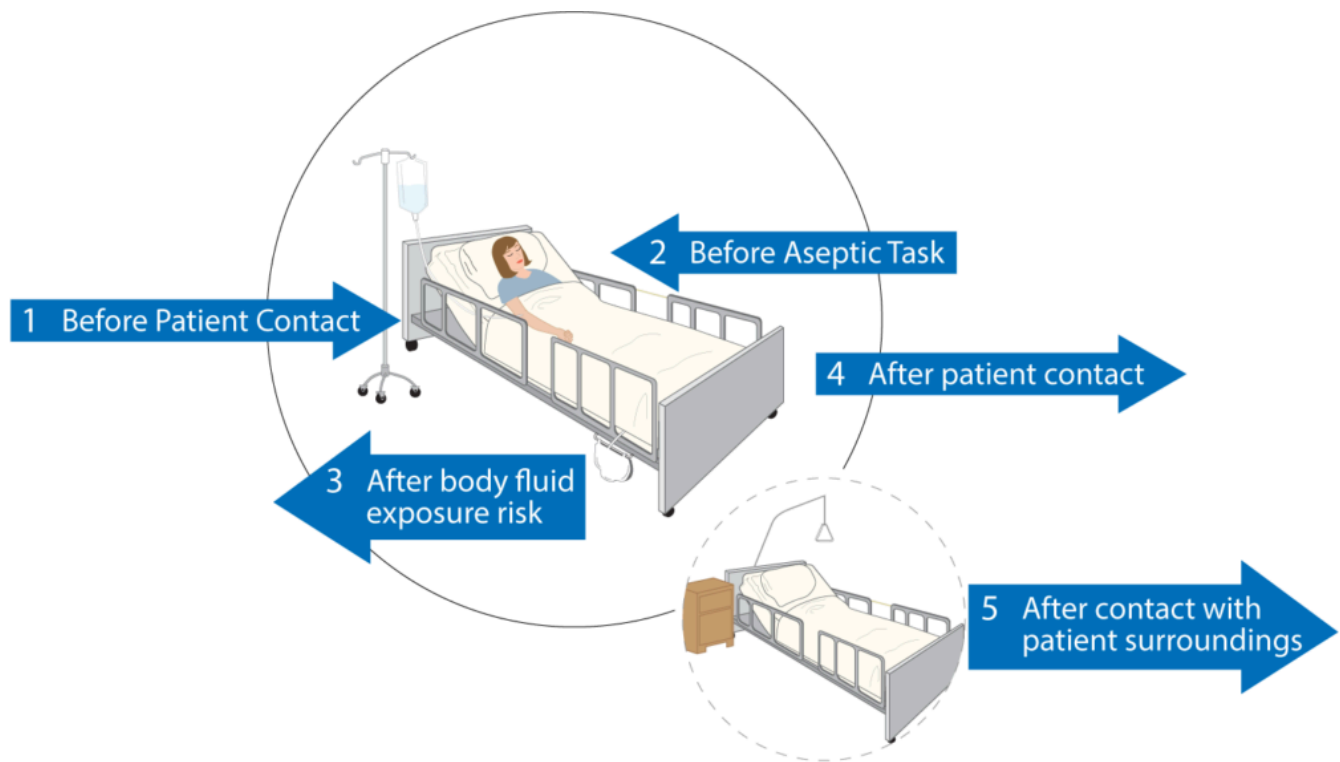 1 Before Patient Contact
2 Before Aseptic Task
3 After body fluid
exposure risk
4 After patient contact
5 After contact with
patient surroundings